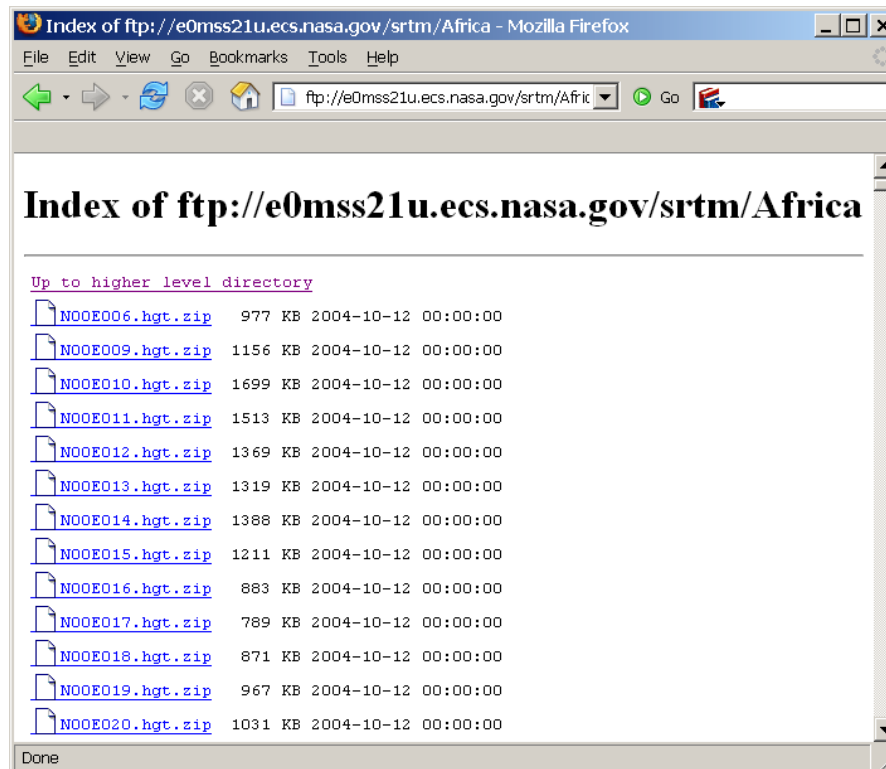 Index of ftp://e0mss21u.ecs.nasa.gov/srtm/Africa - Mozilla Firefox
File Edit View Go Bookmarks Tools Help
ftp://e0mss21u.ecs.nasa.gov/srtm/Afric Go
Index of ftp://e0mss21u.ecs.nasa.gov/srtm/Africa
Up to higher level directory
N00E006.hgt.zip 977 KB 2004-10-12 00:00:00
N00E009.hgt.zip 1156 KB 2004-10-12 00:00:00
N00E010.hgt.zip 1699 KB 2004-10-12 00:00:00
N00E011.hgt.zip 1513 KB 2004-10-12 00:00:00
N00E012.hgt.zip 1369 KB 2004-10-12 00:00:00
N00E013.hgt.zip 1319 KB 2004-10-12 00:00:00
N00E014.hgt.zip 1388 KB 2004-10-12 00:00:00
N00E015.hgt.zip 1211 KB 2004-10-12 00:00:00
N00E016.hgt.zip 883 KB 2004-10-12 00:00:00
N00E017.hgt.zip 789 KB 2004-10-12 00:00:00
N00E018.hgt.zip 871 KB 2004-10-12 00:00:00
N00E019.hgt.zip 967 KB 2004-10-12 00:00:00
N00E020.hgt.zip 1031 KB 2004-10-12 00:00:00
Done